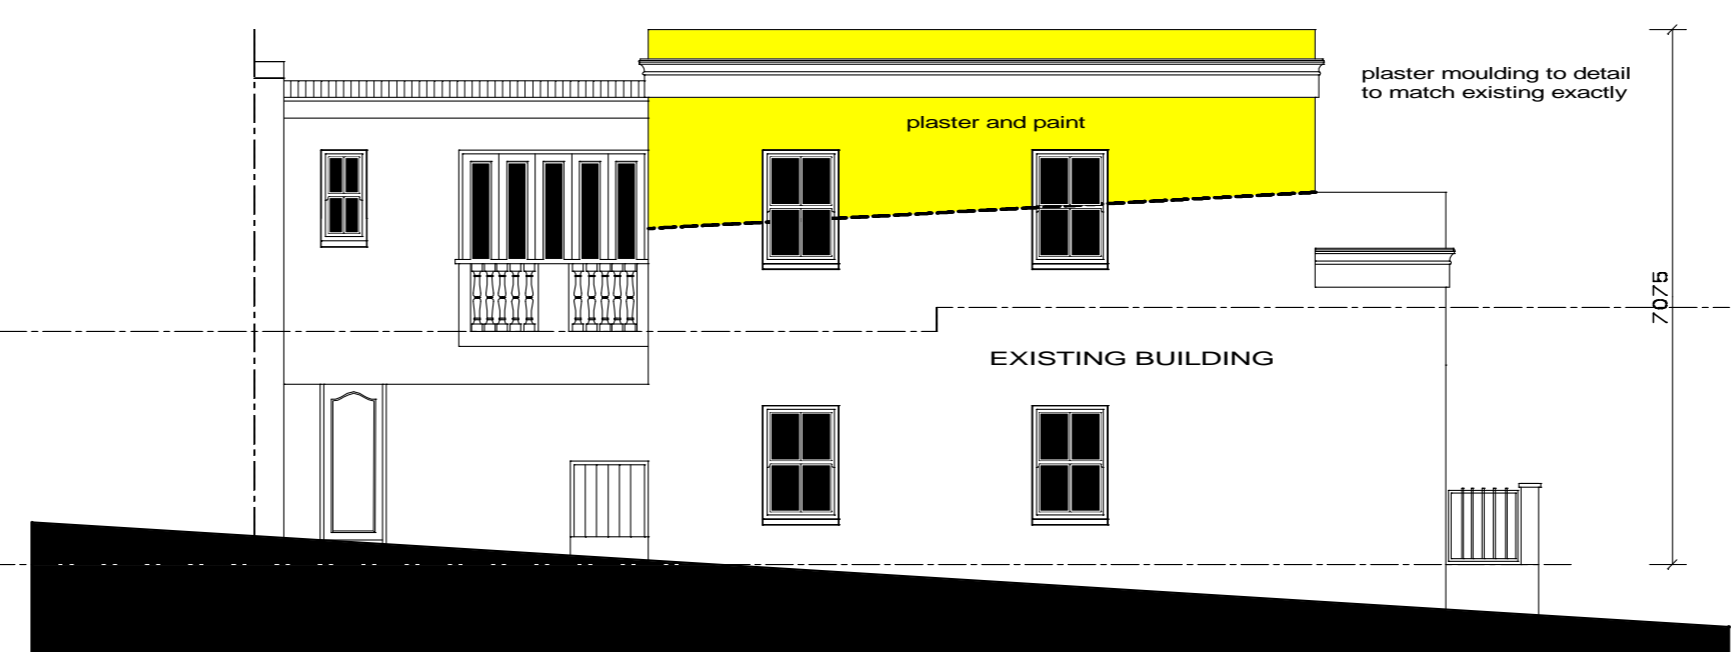 plaster moulding to detail
to match existing exactly
plaster and paint
7075
EXISTING BUILDING